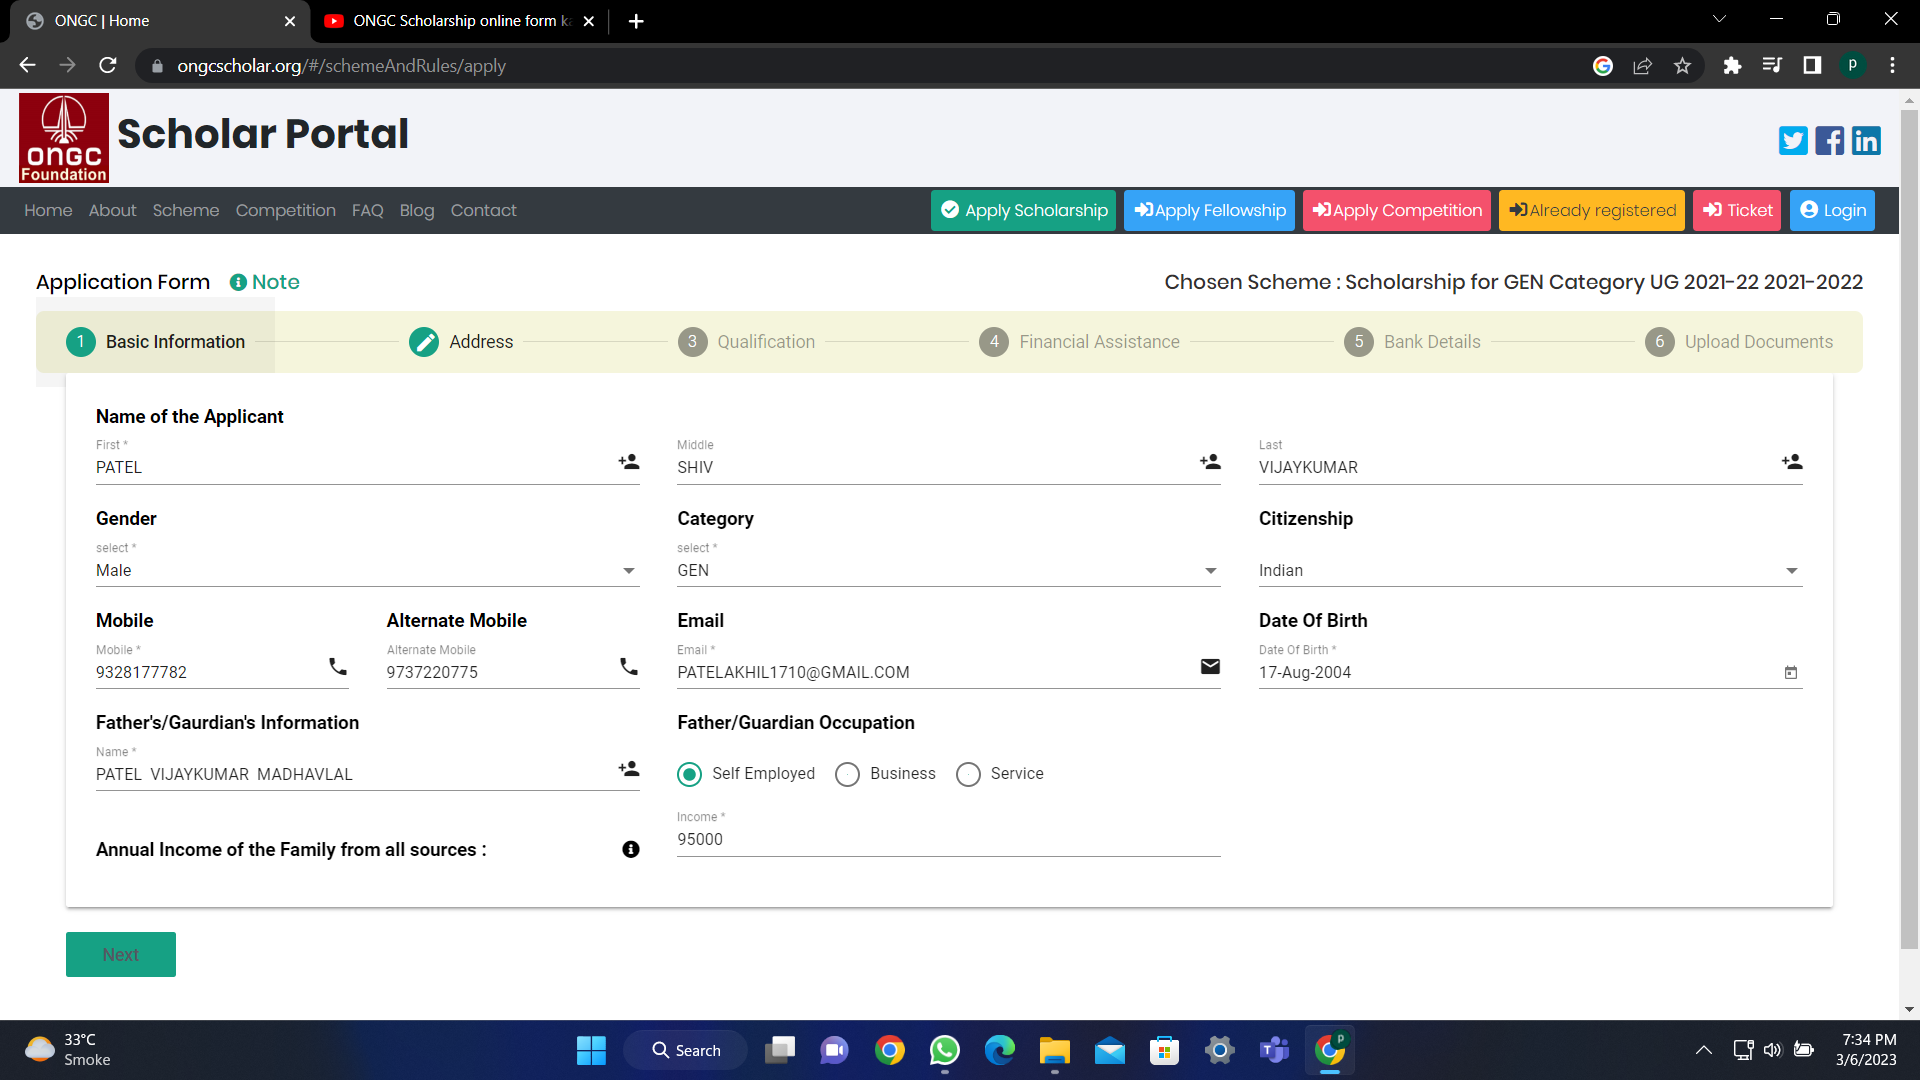 ONGC | Home
ONGC Scholarship online form
ongcscholar.org/#/schemeAndRules/apply
p
ONGC
Foundation
Scholar Portal
Home About Scheme Competition FAQ Blog Contact
Apply Scholarship Apply Fellowship Apply Competition Already registered Ticket Login
Application Form Note
Chosen Scheme : Scholarship for GEN Category UG 2021-22 2021-2022
1 Basic Information Address 3 Qualification 4 Financial Assistance 5 Bank Details 6 Upload Documents
Name of the Applicant
First * Middle Last
PATEL SHIV VIJAYKUMAR
Gender Category Citizenship
select * select *
Male GEN Indian
Mobile Alternate Mobile Email Date Of Birth
Mobile * Alternate Mobile Email * Date Of Birth *
9328177782 9737220775 PATELAKHIL1710@GMAIL.COM 17-Aug-2004
Father's/Gaurdian's Information Father/Guardian Occupation
Name *
PATEL VIJAYKUMAR MADHAVLAL Self Employed Business Service
Income *
95000
Annual Income of the Family from all sources :
Next
33°C
Smoke
Search
7:34 PM
3/6/2023